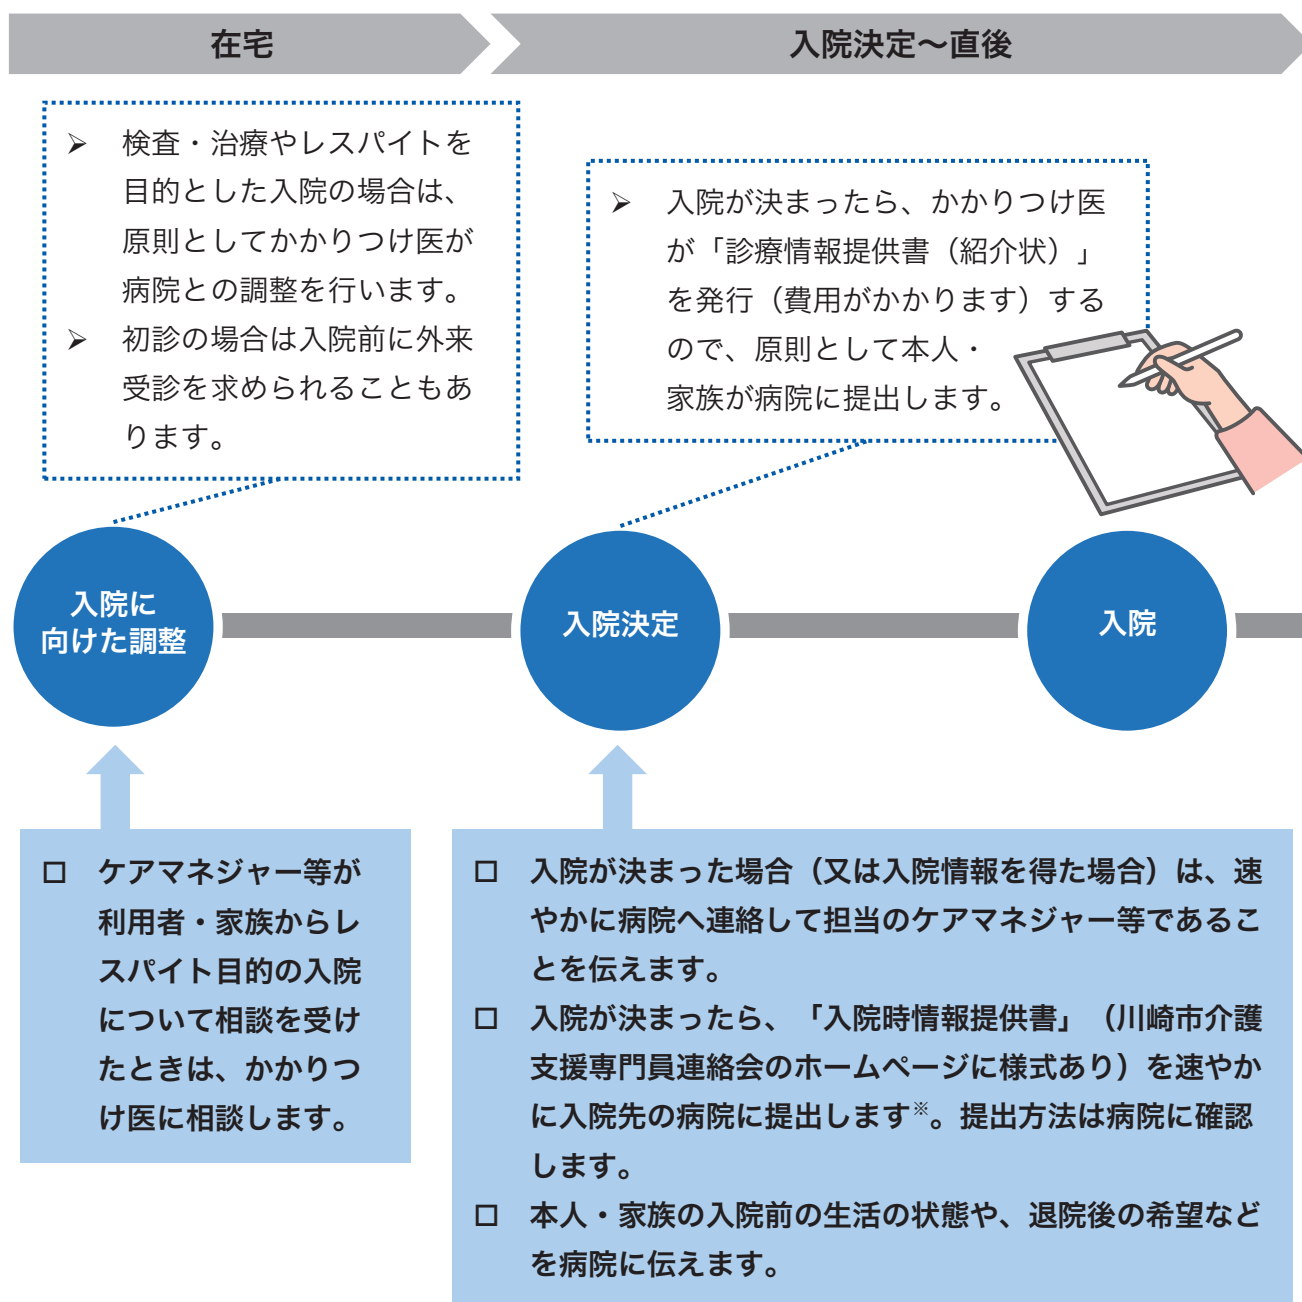 在宅
入院決定～直後
➢ 検査・治療やレスパイトを
目的とした入院の場合は、
原則としてかかりつけ医が
病院との調整を行います。
➢ 初診の場合は入院前に外来
受診を求められることもあ
ります。
➢ 入院が決まったら、かかりつけ医
が「診療情報提供書（紹介状）」
を発行（費用がかかります）する
ので、原則として本人・
家族が病院に提出します。
入院に
向けた調整
入院決定
入院
□ ケアマネジャー等が
利用者・家族からレ
スパイト目的の入院
について相談を受け
たときは、かかりつ
け医に相談します。
□ 入院が決まった場合（又は入院情報を得た場合）は、速
やかに病院へ連絡して担当のケアマネジャー等であるこ
とを伝えます。
□ 入院が決まったら、「入院時情報提供書」（川崎市介護
支援専門員連絡会のホームページに様式あり）を速やか
に入院先の病院に提出します※。提出方法は病院に確認
します。
□ 本人・家族の入院前の生活の状態や、退院後の希望など
を病院に伝えます。